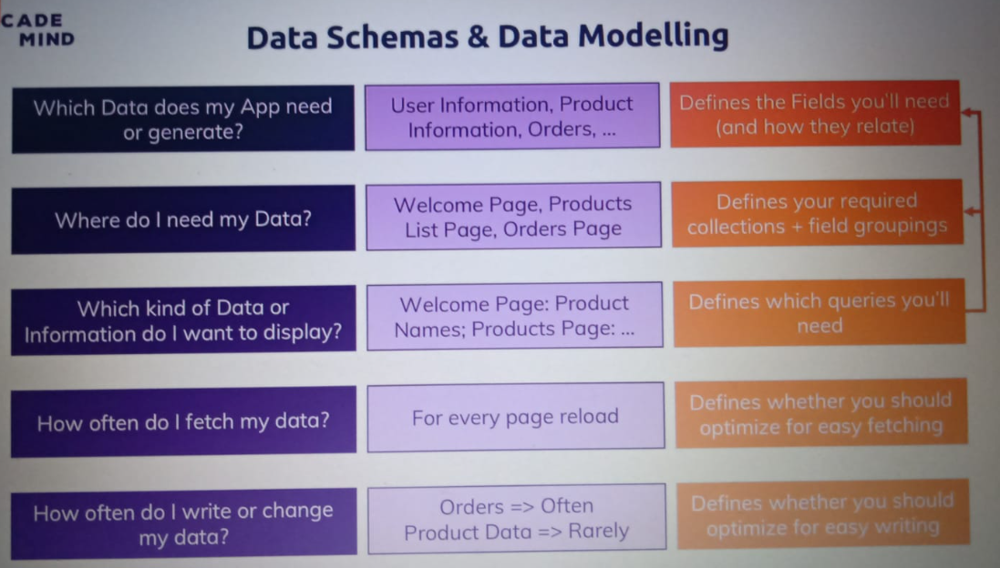 CADE
MIND
Data Schemas & Data Modelling
Which Data does my App need
or generate?
User Information, Product
Information, Orders, ...
Defines the Fields you'll need
(and how they relate)
Where do I need my Data?
Welcome Page, Products
List Page, Orders Page
Defines your required
collections + field groupings
Which kind of Data or
Information do I want to display?
Welcome Page: Product
Names; Products Page: ...
Defines which queries you'll
need
How often do I fetch my data?
For every page reload
Defines whether you should
optimize for easy fetching
How often do I write or change
my data?
Orders => Often
Product Data => Rarely
Defines whether you should
optimize for easy writing